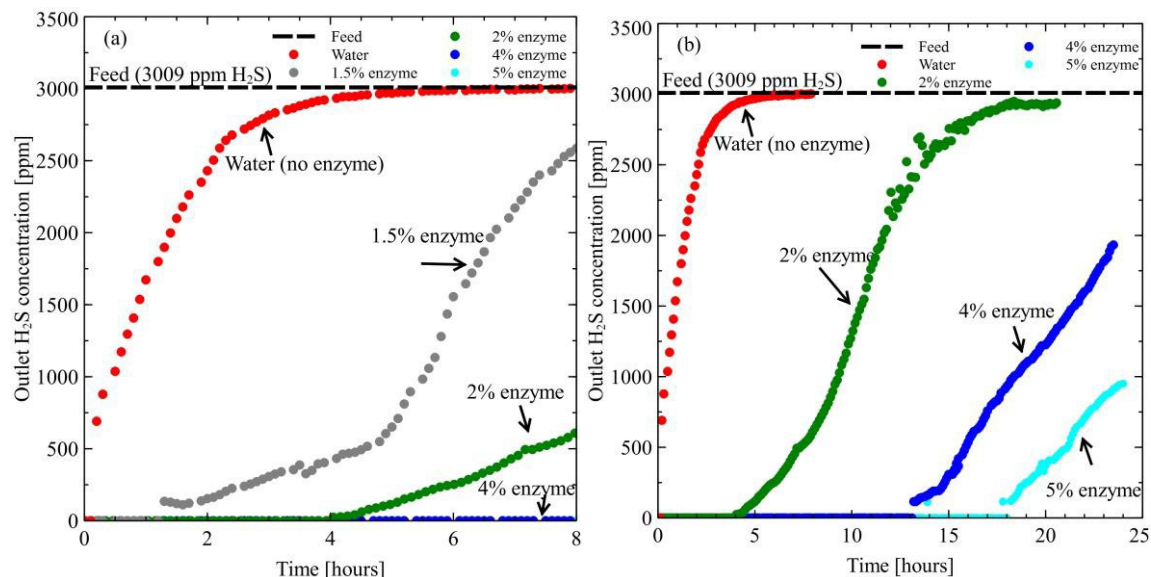 (a)
Feed
Water
1.5% enzyme
2% enzyme
4% enzyme
5% enzyme
Feed (3009 ppm H₂S)
Water (no enzyme)
1.5% enzyme
2% enzyme
4% enzyme
3500
3000
2500
2000
1500
1000
500
0
0 2 4 6 8
Outlet H₂S concentration [ppm]
Time [hours]
(b)
Feed
Water
2% enzyme
4% enzyme
5% enzyme
Feed (3009 ppm H₂S)
Water (no enzyme)
2% enzyme
4% enzyme
5% enzyme
3500
3000
2500
2000
1500
1000
500
0
0 5 10 15 20 25
Outlet H₂S concentration [ppm]
Time [hours]